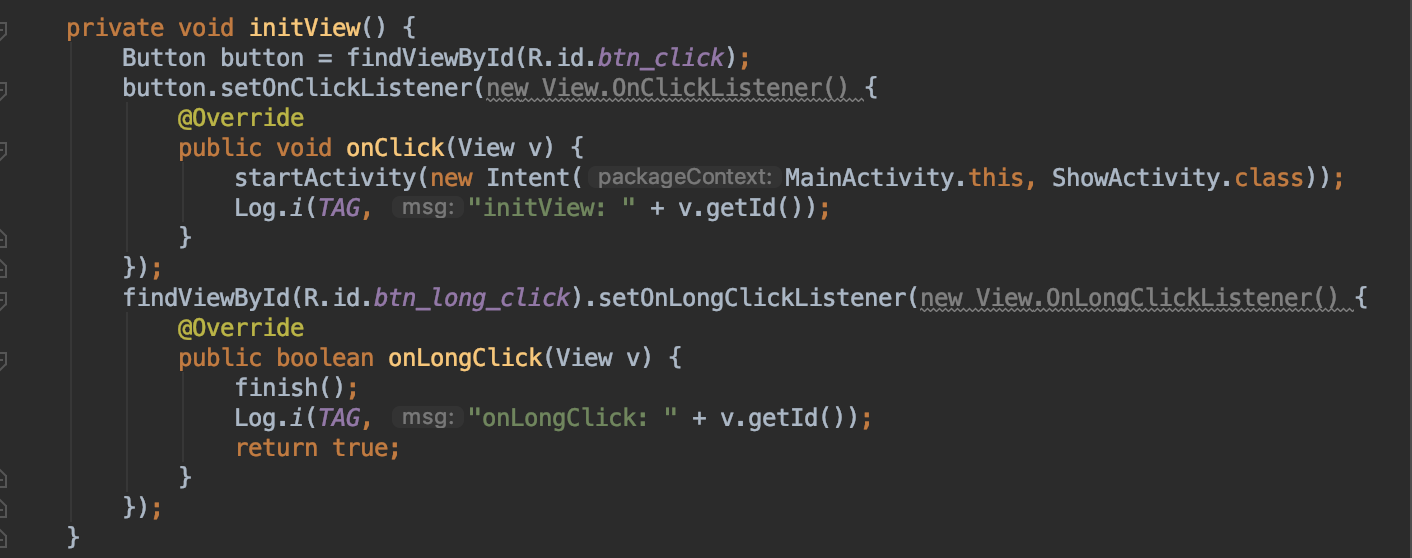 private void initView() {
Button button = findViewById(R.id.btn_click);
button.setOnClickListener(new View.OnClickListener() {
@Override
public void onClick(View v) {
startActivity(new Intent( packageContext: MainActivity.this, ShowActivity.class));
Log.i(TAG, msg: "initView: " + v.getId());
}
});
findViewById(R.id.btn_long_click).setOnLongClickListener(new View.OnLongClickListener() {
@Override
public boolean onLongClick(View v) {
finish();
Log.i(TAG, msg: "onLongClick: " + v.getId());
return true;
}
});
}